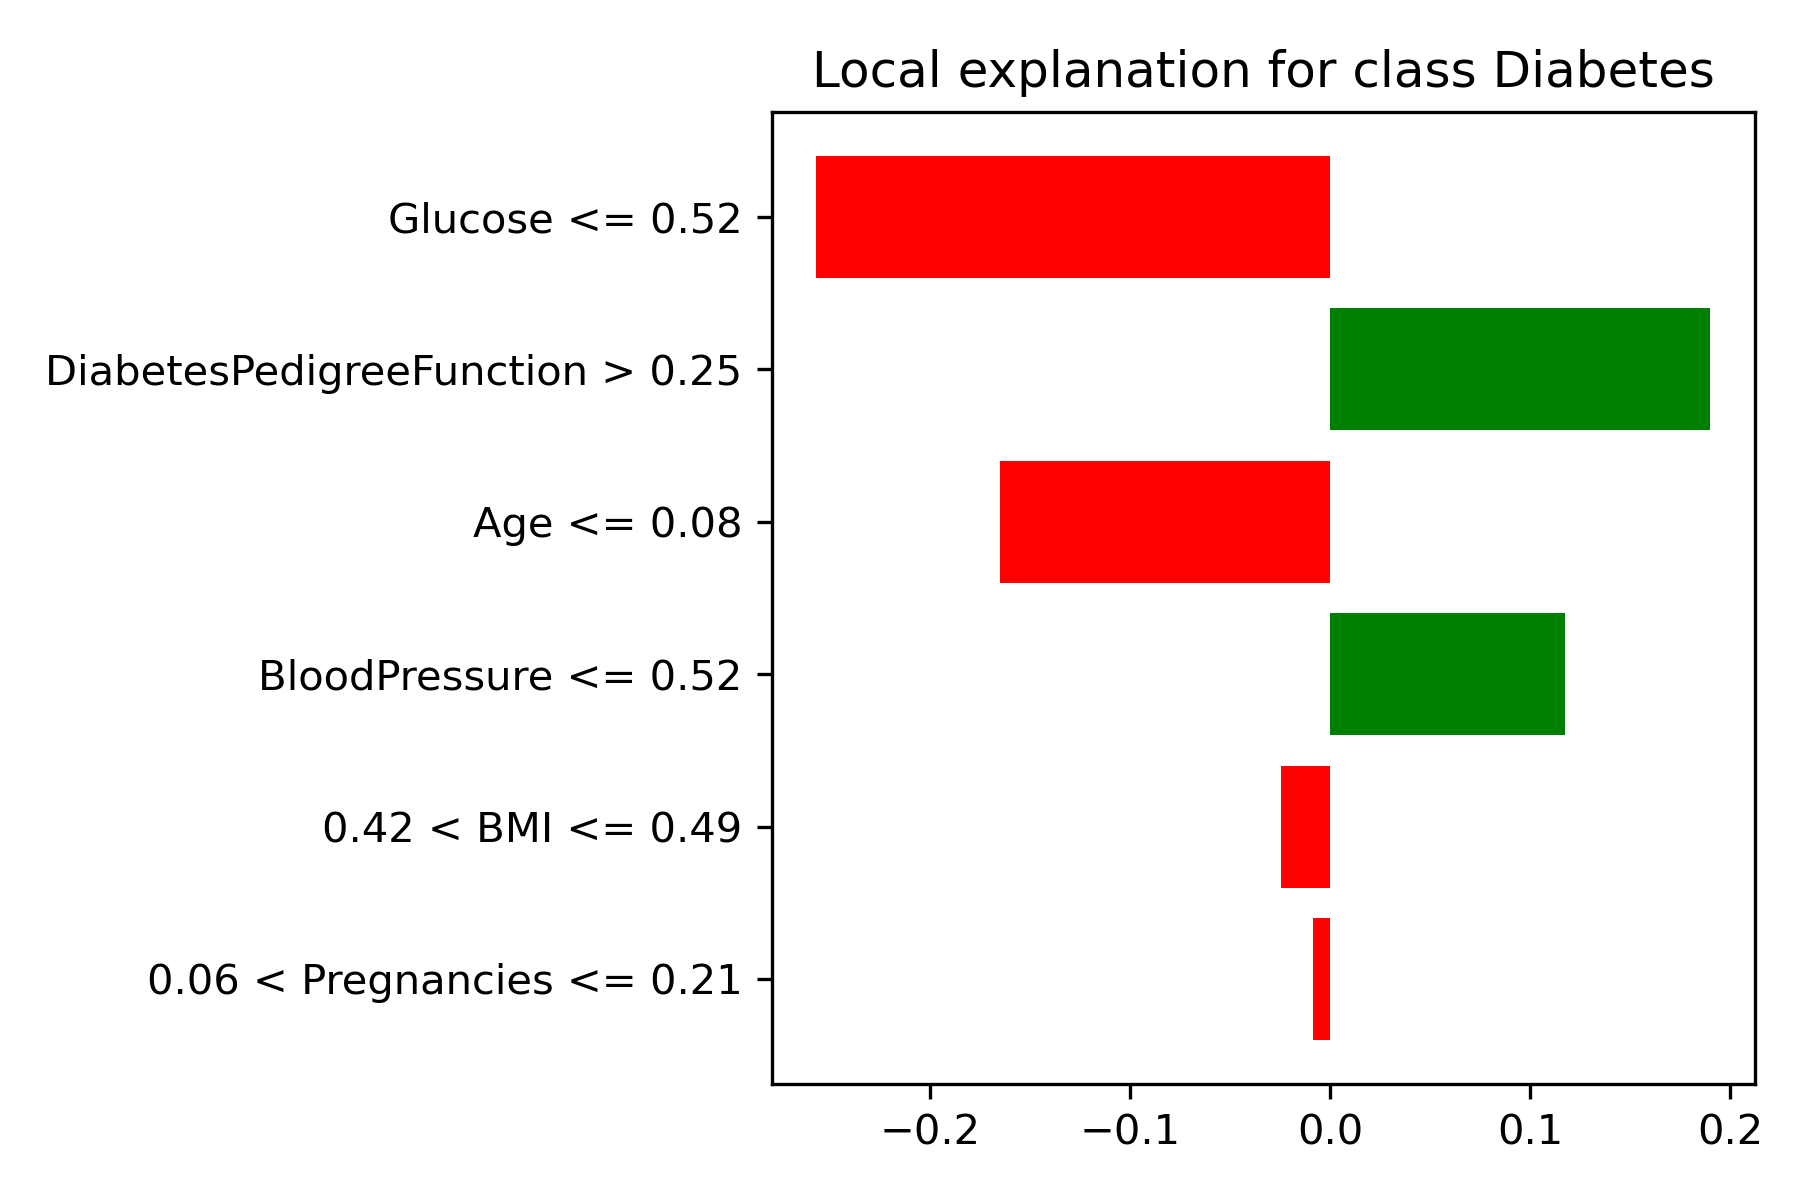 Local explanation for class Diabetes
Glucose <= 0.52
DiabetesPedigreeFunction > 0.25
Age <= 0.08
BloodPressure <= 0.52
0.42 < BMI <= 0.49
0.06 < Pregnancies <= 0.21
−0.2 −0.1 0.0 0.1 0.2